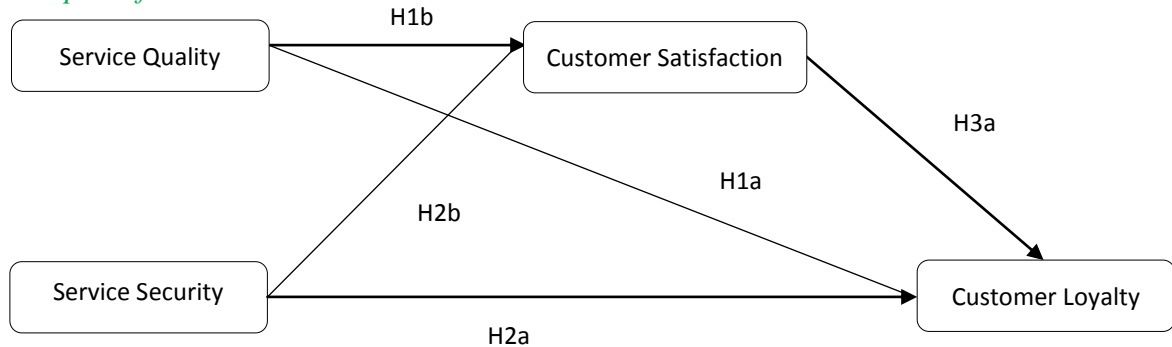 H1b
Service Quality
Customer Satisfaction
H3a
H1a
H2b
Service Security
Customer Loyalty
H2a